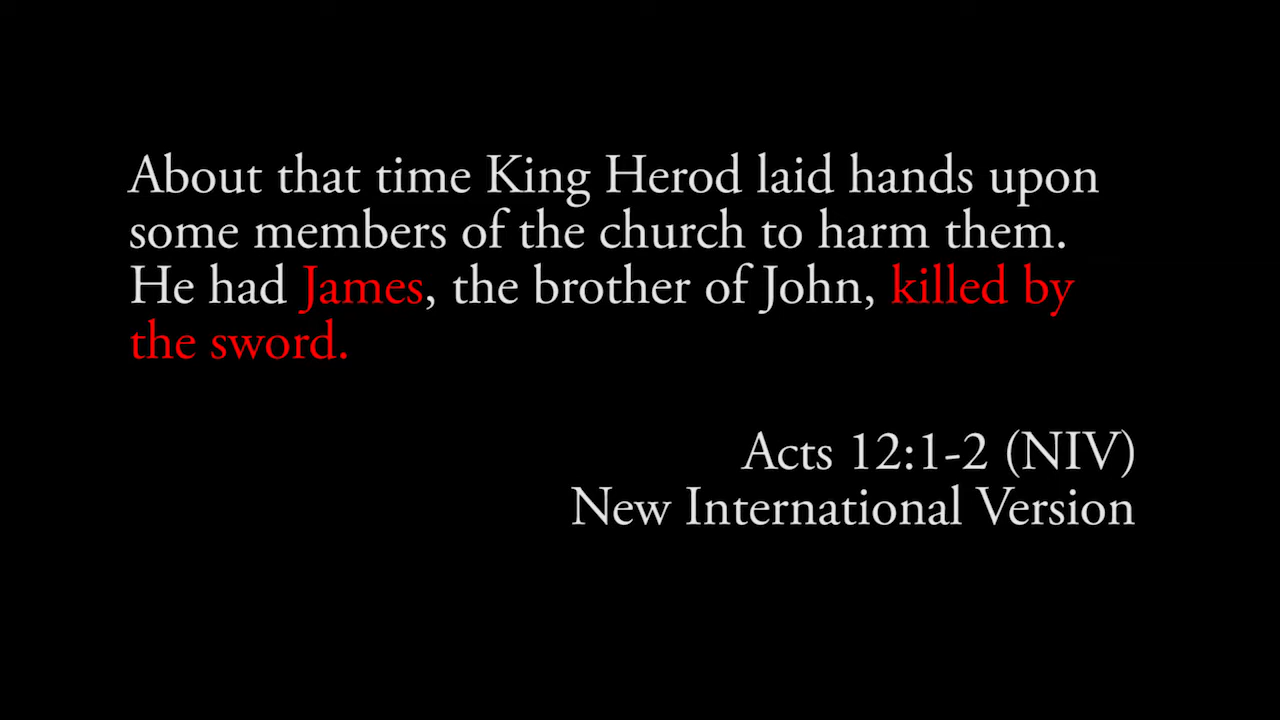 About that time King Herod laid hands upon
some members of the church to harm them.
He had James, the brother of John, killed by
the sword.
Acts 12:1-2 (NIV)
New International Version